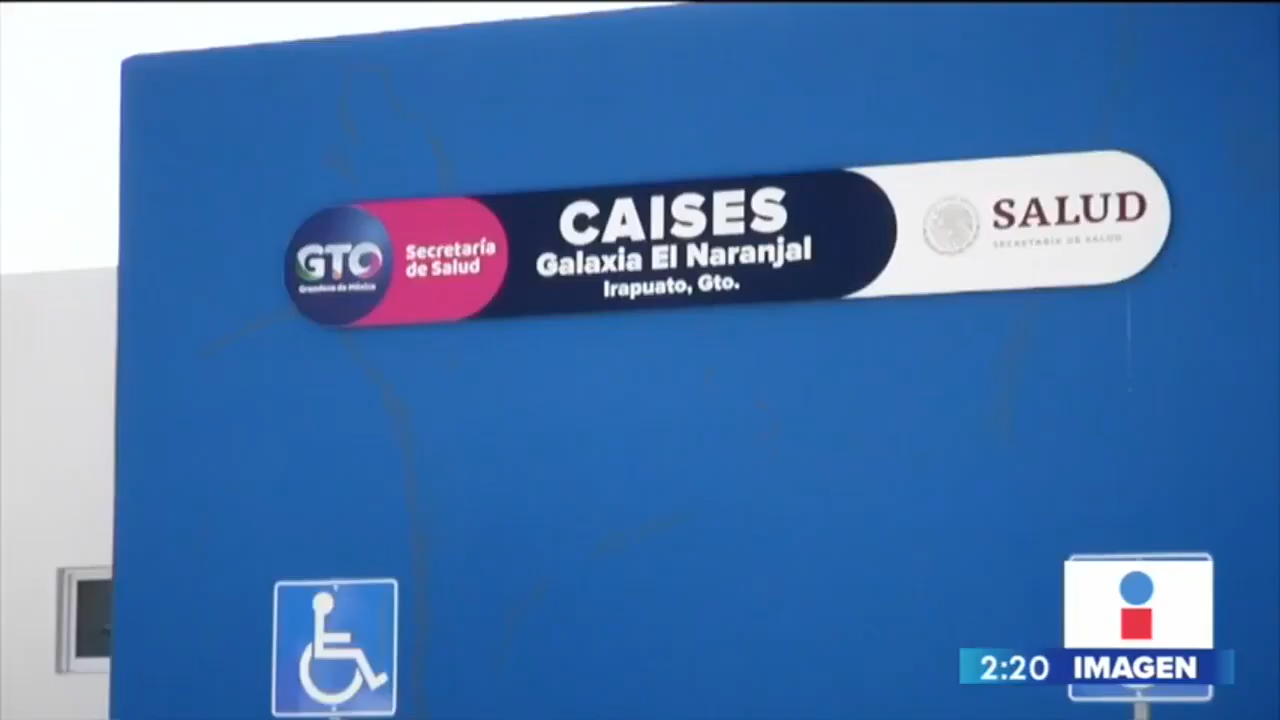 GTO
Grandeza de México
Secretaría
de Salud
CAISES
Galaxia El Naranjal
Irapuato, Gto.
SALUD
SECRETARÍA DE SALUD
2:20 IMAGEN